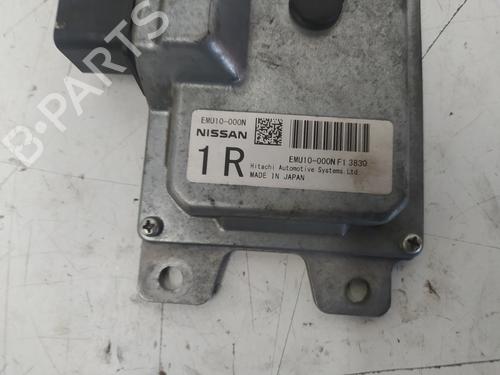 EMU10-000N
NISSAN
1R
EMU10-000N F1 3830
Hitachi Automotive Systems, Ltd.
MADE IN JAPAN
B-PARTS